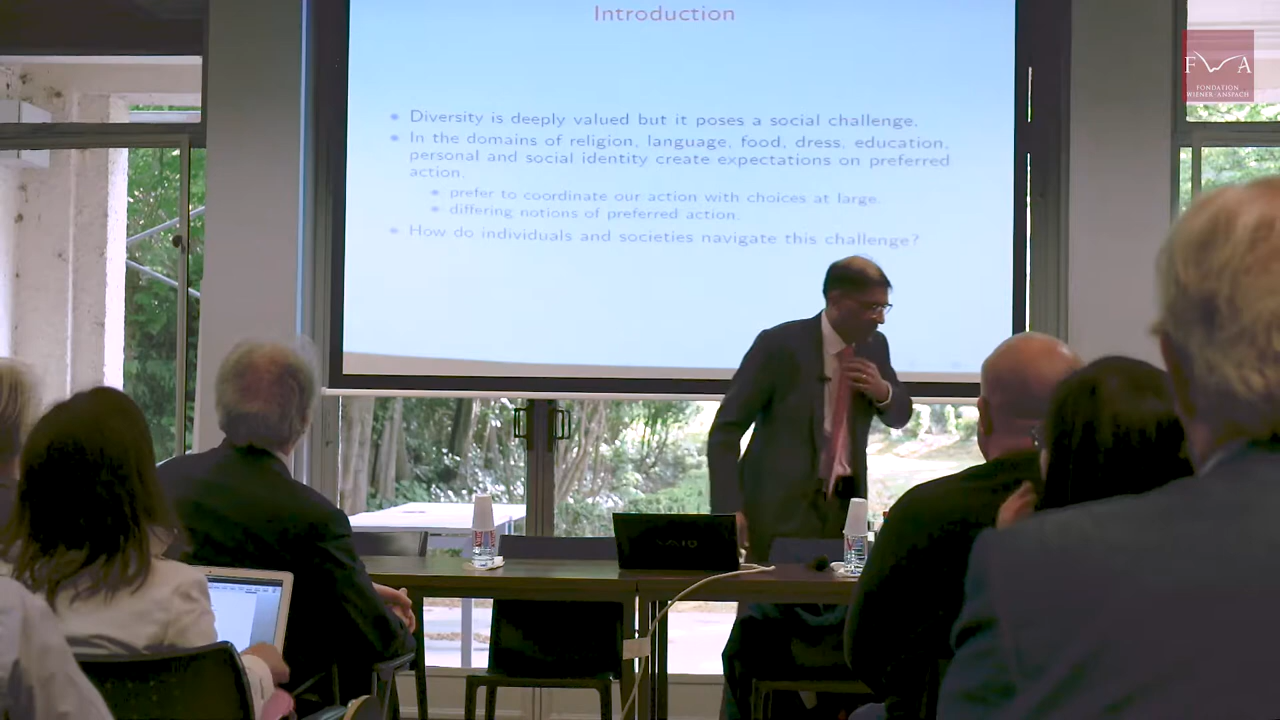 Introduction
F W A
FONDATION
WIENER-ANSPACH
Diversity is deeply valued but it poses a social challenge.
In the domains of religion, language, food, dress, education,
personal and social identity create expectations on preferred
action.
prefer to coordinate our action with choices at large.
differing notions of preferred action.
How do individuals and societies navigate this challenge?
VAIO